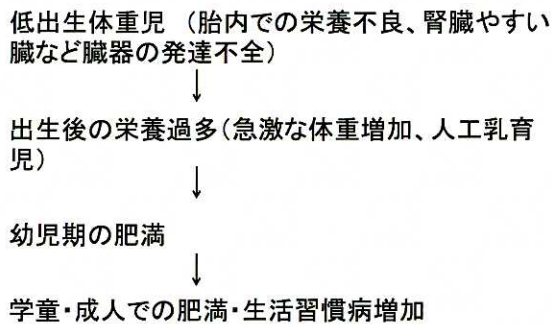 低出生体重児 （胎内での栄養不良、腎臓やすい
臓など臓器の発達不全）
↓
出生後の栄養過多（急激な体重増加、人工乳育
児）
↓
幼児期の肥満
↓
学童・成人での肥満・生活習慣病増加